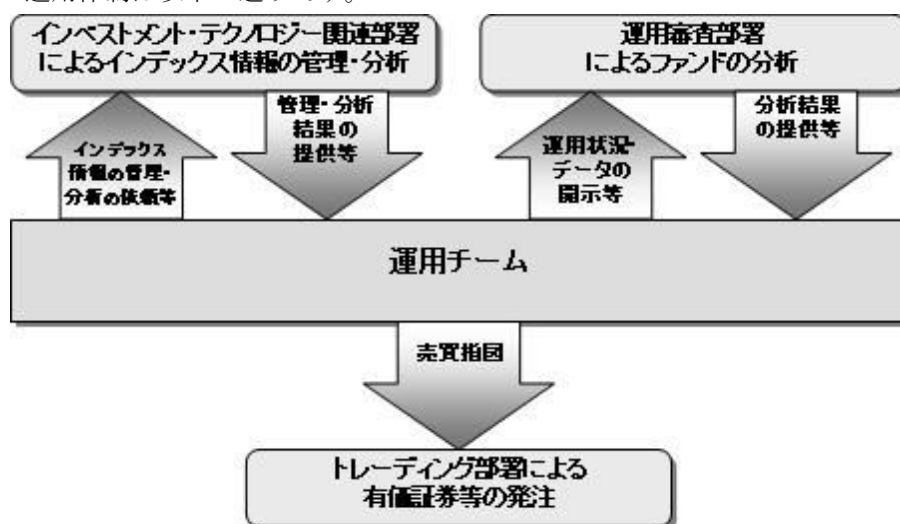 インベストメント・テクノロジー関連部署
によるインデックス情報の管理・分析
運用審査部署
によるファンドの分析
インデックス
情報の管理・
分析の依頼等
管理・分析
結果の
提供等
運用状況・
データの
開示等
分析結果
の提供等
運用チーム
売買指図
トレーディング部署による
有価証券等の発注